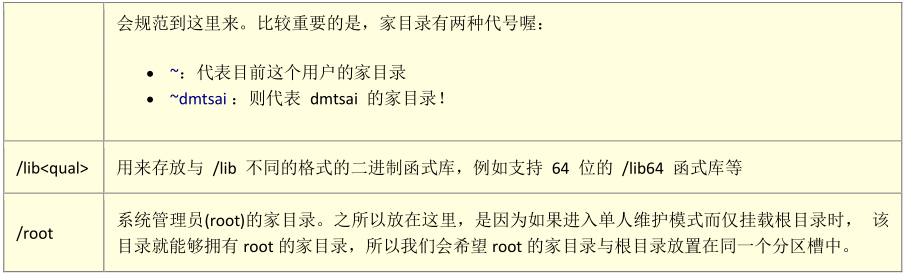 会规范到这里来。比较重要的是，家目录有两种代号喔：
• ~：代表目前这个用户的家目录
• ~dmtsai：则代表 dmtsai 的家目录！
/lib<qual> 用来存放与 /lib 不同的格式的二进制函式库，例如支持 64 位的 /lib64 函式库等
/root
系统管理员(root)的家目录。之所以放在这里，是因为如果进入单人维护模式而仅挂载根目录时， 该
目录就能够拥有 root 的家目录，所以我们会希望 root 的家目录与根目录放置在同一个分区槽中。